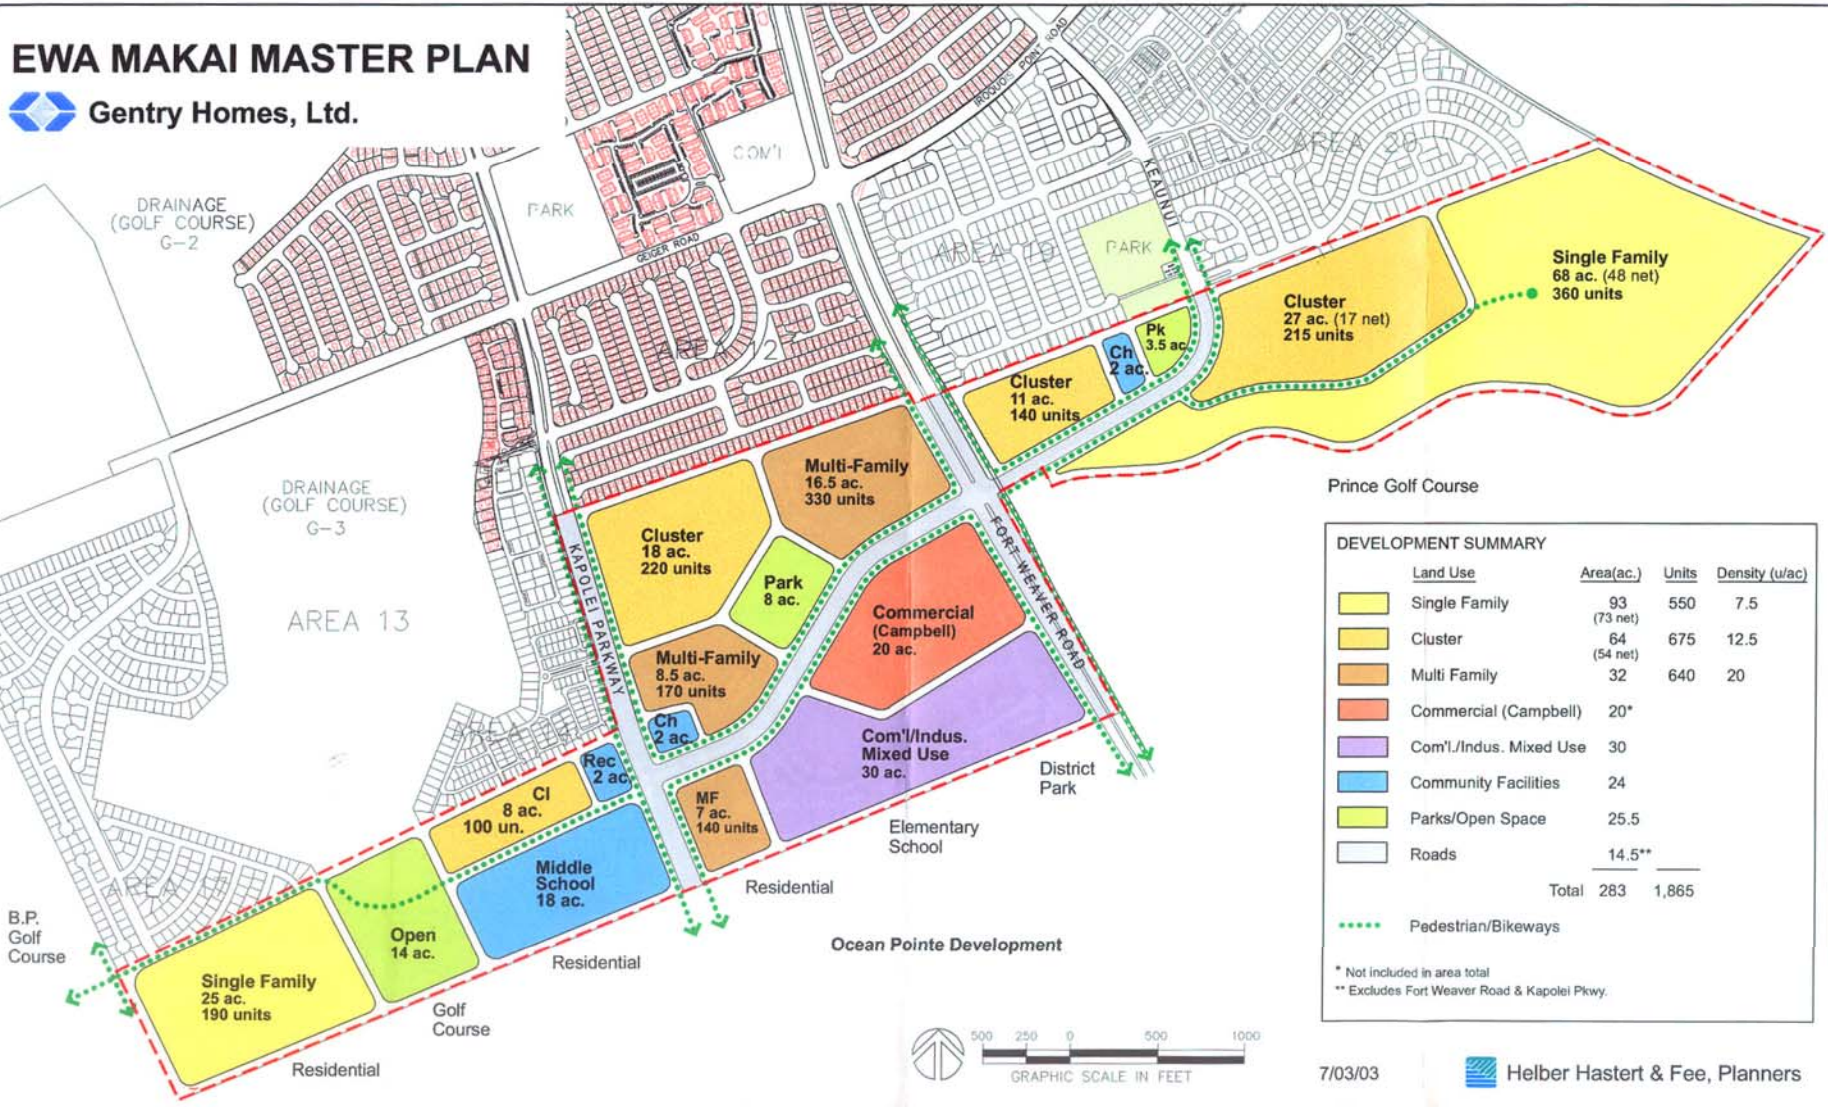 EWA MAKAI MASTER PLAN
Gentry Homes, Ltd.
DRAINAGE
(GOLF COURSE)
G-2
PARK
COM'L
GEIGER ROAD
IROQUOIS POINT ROAD
KEAUNUI
AREA 20
AREA 19
PARK
AREA 12
DRAINAGE
(GOLF COURSE)
G-3
AREA 13
AREA 17
KAPOLEI PARKWAY
FORT WEAVER ROAD
Single Family
68 ac. (48 net)
360 units
Cluster
27 ac. (17 net)
215 units
Pk
3.5 ac.
Ch
2 ac.
Cluster
11 ac.
140 units
Multi-Family
16.5 ac.
330 units
Cluster
18 ac.
220 units
Park
8 ac.
Commercial
(Campbell)
20 ac.
Multi-Family
8.5 ac.
170 units
Ch
2 ac.
Com'l/Indus.
Mixed Use
30 ac.
Rec
2 ac
MF
7 ac.
140 units
Cl
8 ac.
100 un.
Middle
School
18 ac.
Open
14 ac.
Single Family
25 ac.
190 units
B.P.
Golf
Course
Residential
Golf
Course
Residential
Residential
Elementary
School
District
Park
Ocean Pointe Development
Prince Golf Course
DEVELOPMENT SUMMARY
Land Use Area(ac.) Units Density (u/ac)
Single Family 93 550 7.5
(73 net)
Cluster 64 675 12.5
(54 net)
Multi Family 32 640 20
Commercial (Campbell) 20*
Com'l./Indus. Mixed Use 30
Community Facilities 24
Parks/Open Space 25.5
Roads 14.5**
Total 283 1,865
Pedestrian/Bikeways
* Not included in area total
** Excludes Fort Weaver Road & Kapolei Pkwy.
500 250 0 500 1000
GRAPHIC SCALE IN FEET
7/03/03
Helber Hastert & Fee, Planners